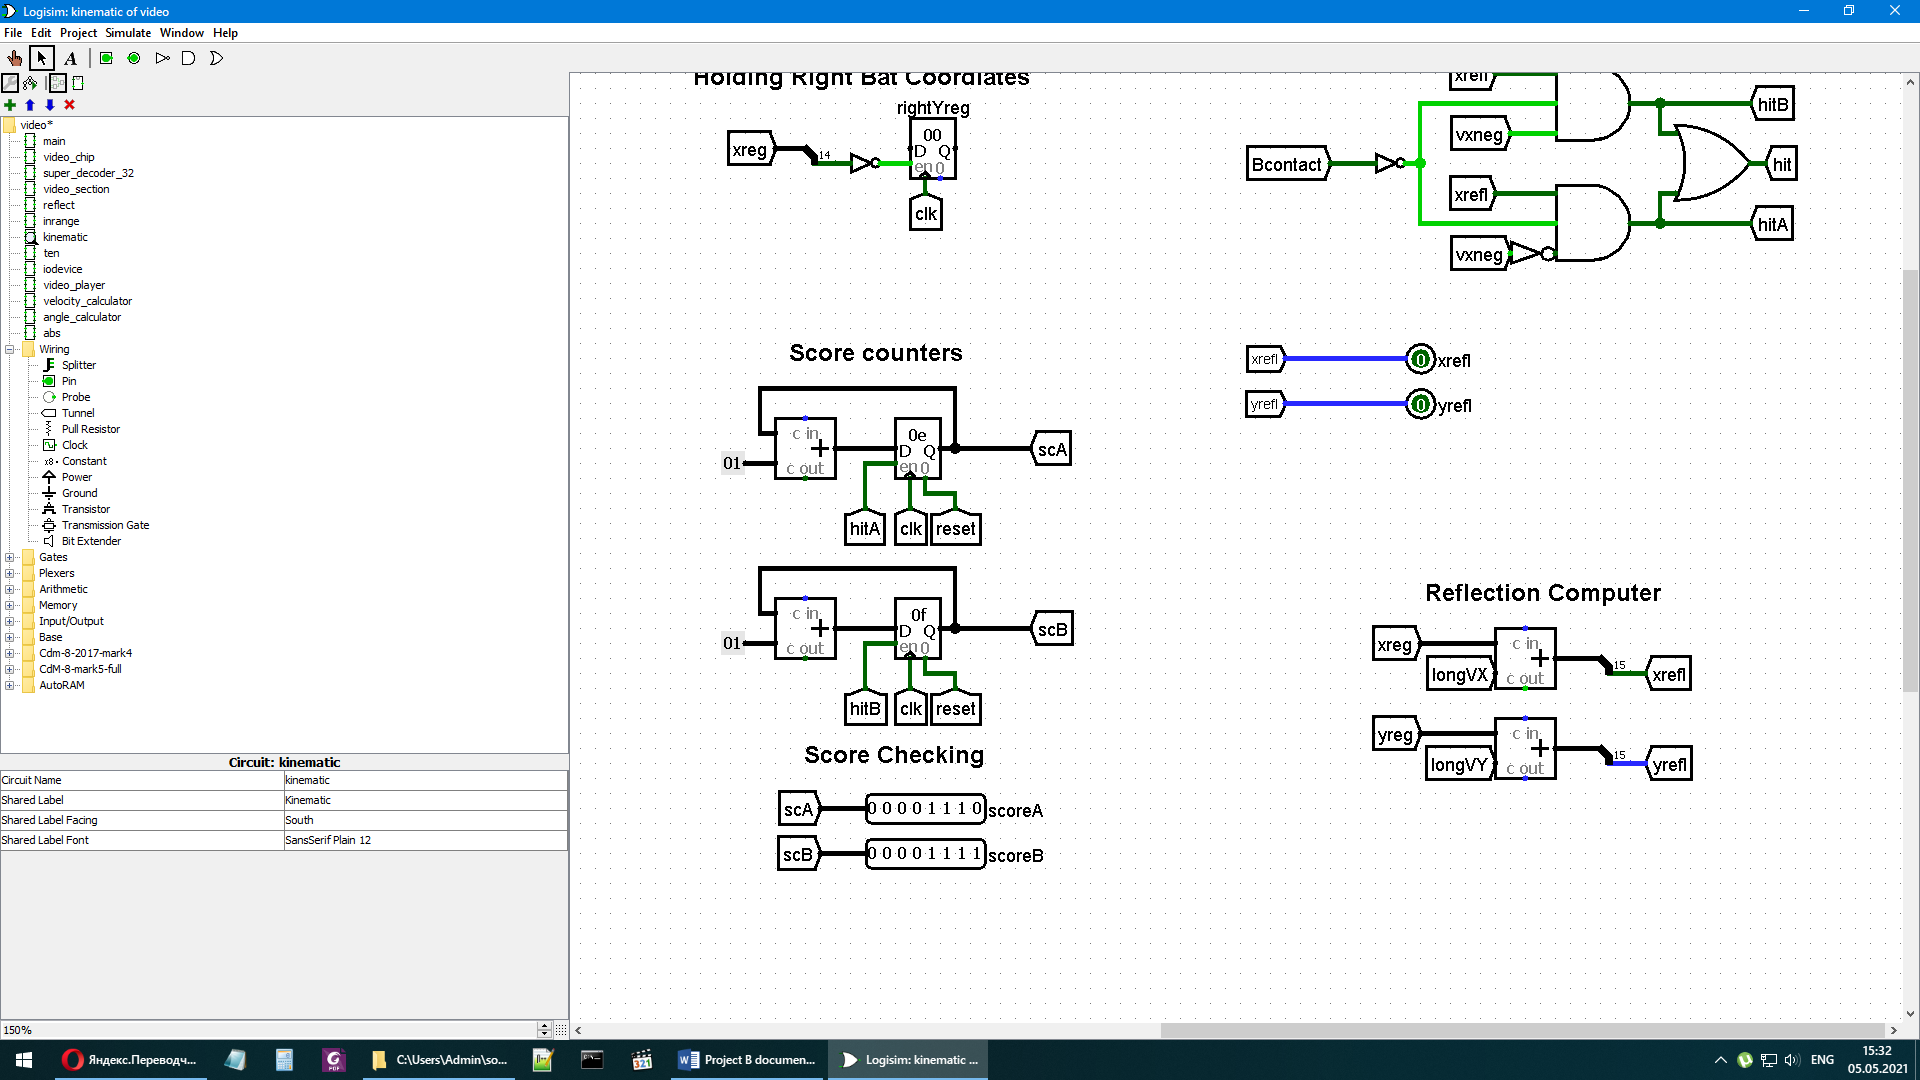 Logisim: kinematic of video
File Edit Project Simulate Window Help
video*
main
video_chip
super_decoder_32
video_section
reflect
inrange
kinematic
ten
iodevice
video_player
velocity_calculator
angle_calculator
abs
Wiring
Splitter
Pin
Probe
Tunnel
Pull Resistor
Clock
x8 Constant
Power
Ground
Transistor
Transmission Gate
Bit Extender
Gates
Plexers
Arithmetic
Memory
Input/Output
Base
Cdm-8-2017-mark4
CdM-8-mark5-full
AutoRAM
Circuit: kinematic
Circuit Name kinematic
Shared Label Kinematic
Shared Label Facing South
Shared Label Font SansSerif Plain 12
150%
Holding Right Bat Coordiates
rightYreg
xreg
14
00
D Q
en 0
clk
Score counters
c in
c out
01
0e
D Q
en 0
scA
hitA clk reset
c in
c out
01
0f
D Q
en 0
scB
hitB clk reset
Score Checking
scA 0 0 0 0 1 1 1 0 scoreA
scB 0 0 0 0 1 1 1 1 scoreB
xrefl
hitB
vxneg
Bcontact
hit
xrefl
hitA
vxneg
xrefl 0 xrefl
yrefl 0 yrefl
Reflection Computer
xreg
longVX
c in
c out
15
xrefl
yreg
longVY
c in
c out
15
yrefl
Яндекс.Переводч...
PDF
C:\Users\Admin\so...
321
Project B documen...
Logisim: kinematic ...
ENG
15:32
05.05.2021